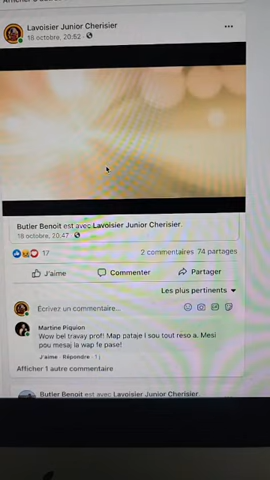 Lavoisier Junior Cherisier
18 octobre, 20:52 ·
Butler Benoit est avec Lavoisier Junior Cherisier.
18 octobre, 20:47 ·
17
2 commentaires 74 partages
J'aime
Commenter
Partager
Les plus pertinents
Écrivez un commentaire...
Martine Piquion
Wow bel travay prof! Map pataje l sou tout reso a. Mesi
pou mesaj la wap fe pase!
J'aime · Répondre · 1 j
Afficher 1 autre commentaire
Butler Benoit est avec Lavoisier Junior Cherisier.